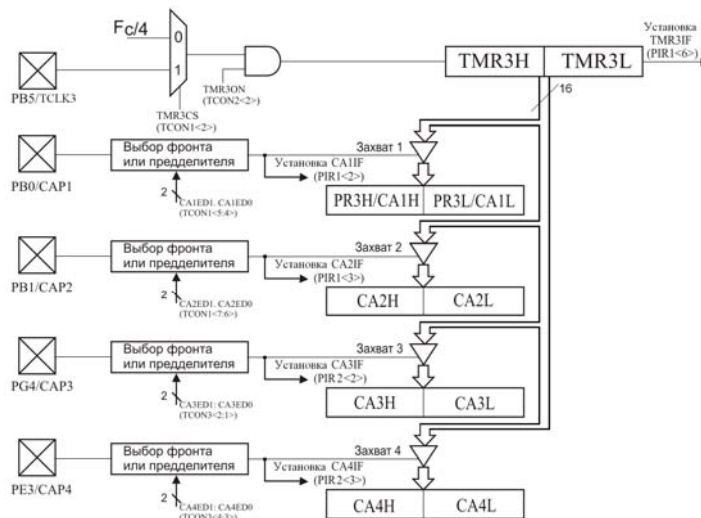 Fc/4
0
1
PB5/TCLK3
TMR3CS
(TCON1<2>)
TMR3ON
(TCON2<2>)
TMR3H
TMR3L
Установка
TMR3IF
(PIR1<6>)
16
Выбор фронта
или предделителя
PB0/CAP1
2
CA1ED1. CA1ED0
(TCON1<5:4>)
Установка CA1IF
(PIR1<2>)
Захват 1
PR3H/CA1H
PR3L/CA1L
Выбор фронта
или предделителя
PB1/CAP2
2
CA2ED1. CA2ED0
(TCON1<7:6>)
Установка CA2IF
(PIR1<3>)
Захват 2
CA2H
CA2L
Выбор фронта
или предделителя
PG4/CAP3
2
CA3ED1: CA3ED0
(TCON3<2:1>)
Установка CA3IF
(PIR2<2>)
Захват 3
CA3H
CA3L
Выбор фронта
или предделителя
PE3/CAP4
2
CA4ED1: CA4ED0
(TCON3<4:3>)
Установка CA4IF
(PIR2<3>)
Захват 4
CA4H
CA4L